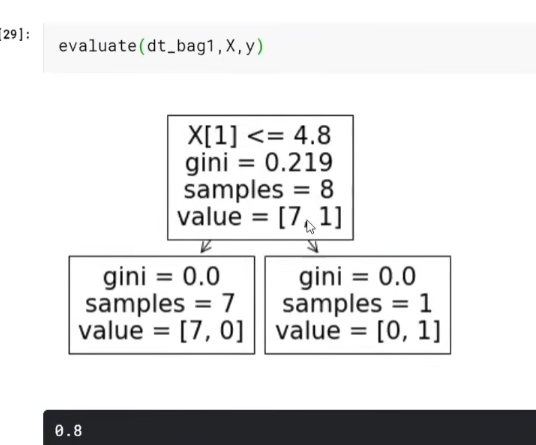 [29]:
evaluate(dt_bag1,X,y)
X[1] <= 4.8
gini = 0.219
samples = 8
value = [7, 1]
gini = 0.0
samples = 7
value = [7, 0]
gini = 0.0
samples = 1
value = [0, 1]
0.8